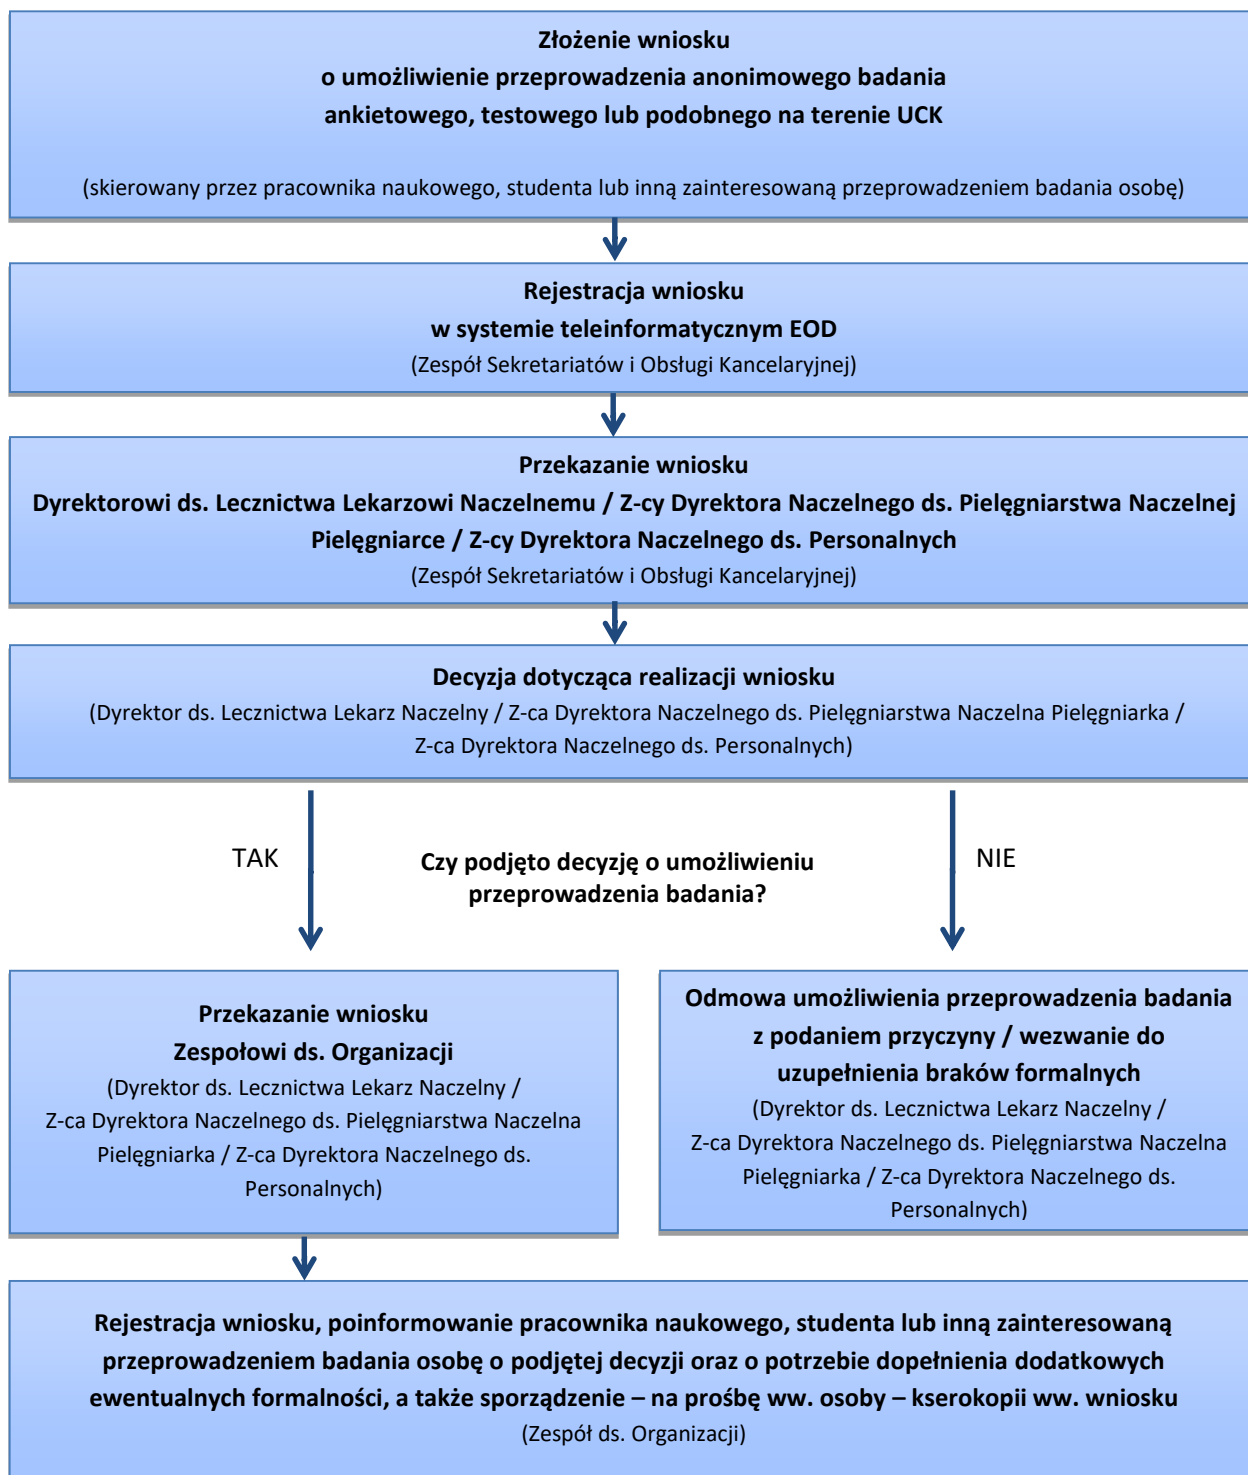 Złożenie wniosku
o umożliwienie przeprowadzenia anonimowego badania
ankietowego, testowego lub podobnego na terenie UCK
(skierowany przez pracownika naukowego, studenta lub inną zainteresowaną przeprowadzeniem badania osobę)
Rejestracja wniosku
w systemie teleinformatycznym EOD
(Zespół Sekretariatów i Obsługi Kancelaryjnej)
Przekazanie wniosku
Dyrektorowi ds. Lecznictwa Lekarzowi Naczelnemu / Z-cy Dyrektora Naczelnego ds. Pielęgniarstwa Naczelnej
Pielęgniarce / Z-cy Dyrektora Naczelnego ds. Personalnych
(Zespół Sekretariatów i Obsługi Kancelaryjnej)
Decyzja dotycząca realizacji wniosku
(Dyrektor ds. Lecznictwa Lekarz Naczelny / Z-ca Dyrektora Naczelnego ds. Pielęgniarstwa Naczelna Pielęgniarka /
Z-ca Dyrektora Naczelnego ds. Personalnych)
TAK
Czy podjęto decyzję o umożliwieniu
przeprowadzenia badania?
NIE
Przekazanie wniosku
Zespołowi ds. Organizacji
(Dyrektor ds. Lecznictwa Lekarz Naczelny /
Z-ca Dyrektora Naczelnego ds. Pielęgniarstwa Naczelna
Pielęgniarka / Z-ca Dyrektora Naczelnego ds.
Personalnych)
Odmowa umożliwienia przeprowadzenia badania
z podaniem przyczyny / wezwanie do
uzupełnienia braków formalnych
(Dyrektor ds. Lecznictwa Lekarz Naczelny /
Z-ca Dyrektora Naczelnego ds. Pielęgniarstwa Naczelna
Pielęgniarka / Z-ca Dyrektora Naczelnego ds.
Personalnych)
Rejestracja wniosku, poinformowanie pracownika naukowego, studenta lub inną zainteresowaną
przeprowadzeniem badania osobę o podjętej decyzji oraz o potrzebie dopełnienia dodatkowych
ewentualnych formalności, a także sporządzenie – na prośbę ww. osoby – kserokopii ww. wniosku
(Zespół ds. Organizacji)